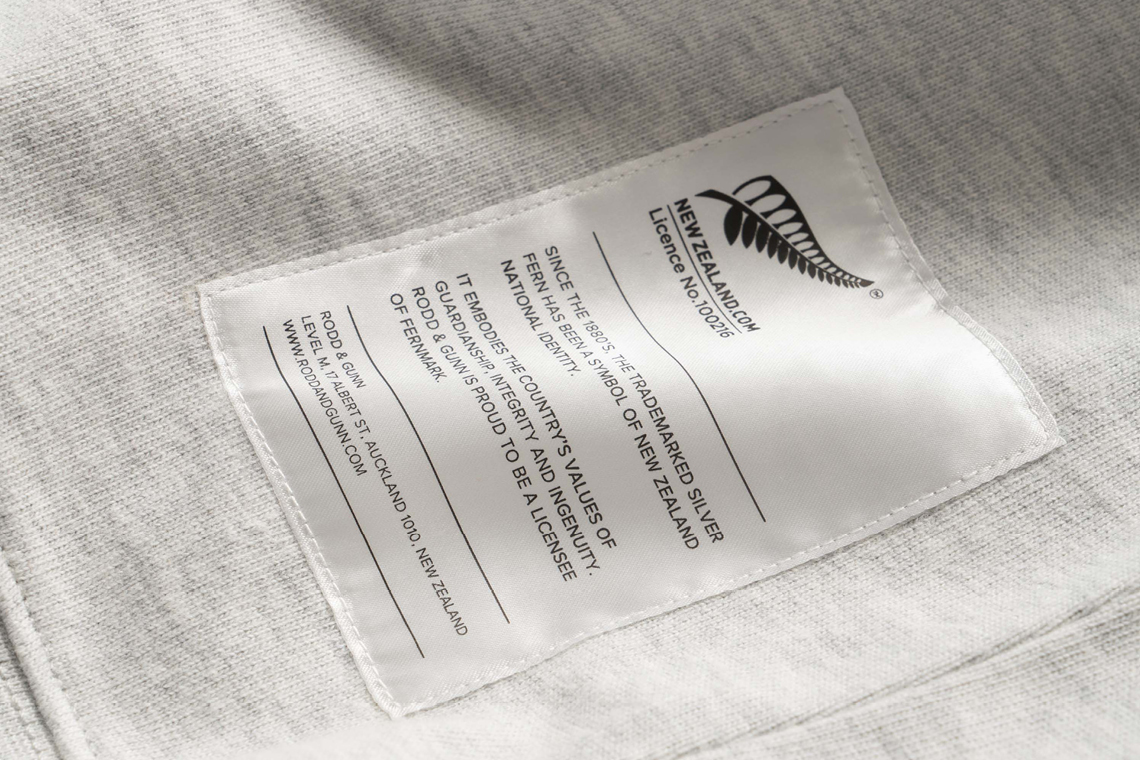 ®
NEW ZEALAND.COM
Licence No.100216
SINCE THE 1880'S, THE TRADEMARKED SILVER
FERN HAS BEEN A SYMBOL OF NEW ZEALAND
NATIONAL IDENTITY.
IT EMBODIES THE COUNTRY'S VALUES OF
GUARDIANSHIP, INTEGRITY AND INGENUITY.
RODD & GUNN IS PROUD TO BE A LICENSEE
OF FERNMARK.
RODD & GUNN
LEVEL M, 17 ALBERT ST, AUCKLAND 1010, NEW ZEALAND
WWW.RODDANDGUNN.COM